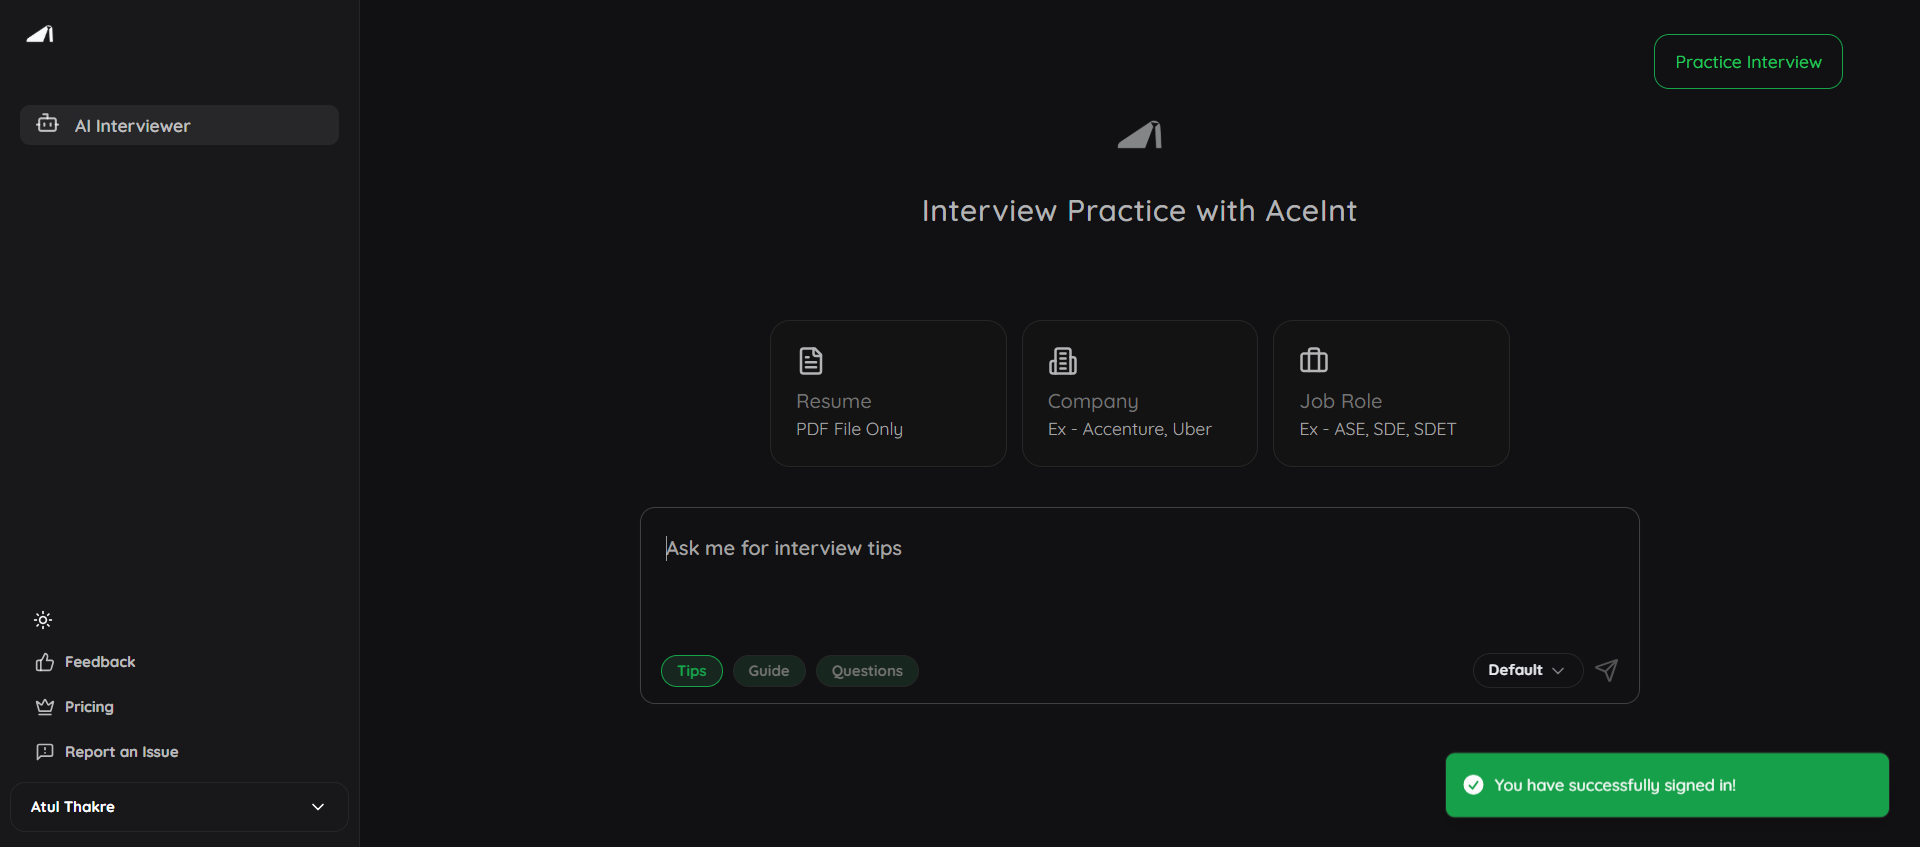 AI Interviewer
Feedback
Pricing
Report an Issue
Atul Thakre
Practice Interview
Interview Practice with AceInt
Resume
PDF File Only
Company
Ex - Accenture, Uber
Job Role
Ex - ASE, SDE, SDET
Ask me for interview tips
Tips
Guide
Questions
Default
You have successfully signed in!